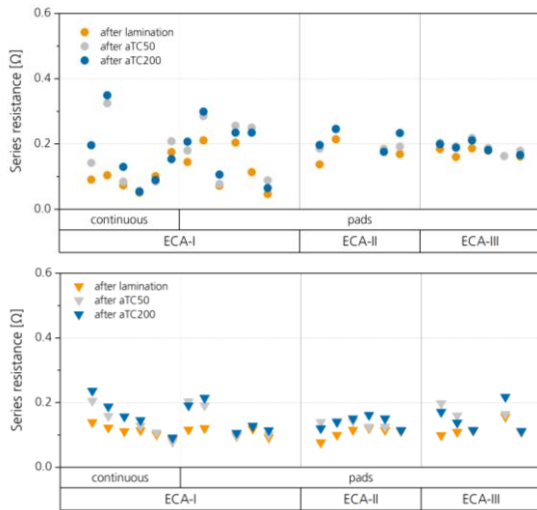 Series resistance [Ω]
0.6
0.4
0.2
0.0
after lamination
after aTC50
after aTC200
continuous
pads
ECA-I
ECA-II
ECA-III
Series resistance [Ω]
0.6
0.4
0.2
0.0
after lamination
after aTC50
after aTC200
continuous
pads
ECA-I
ECA-II
ECA-III